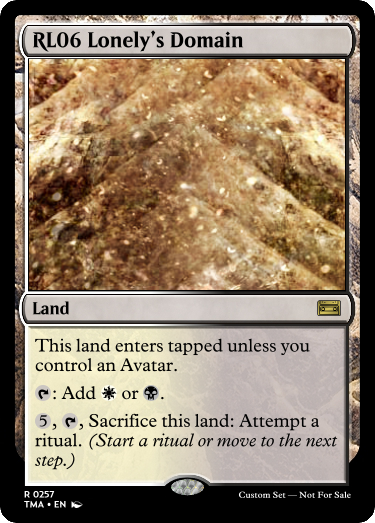 RL06 Lonely's Domain
Land
This land enters tapped unless you
control an Avatar.
: Add or .
5, , Sacrifice this land: Attempt a
ritual. (Start a ritual or move to the next
step.)
R 0257
TMA • EN
Custom Set — Not For Sale